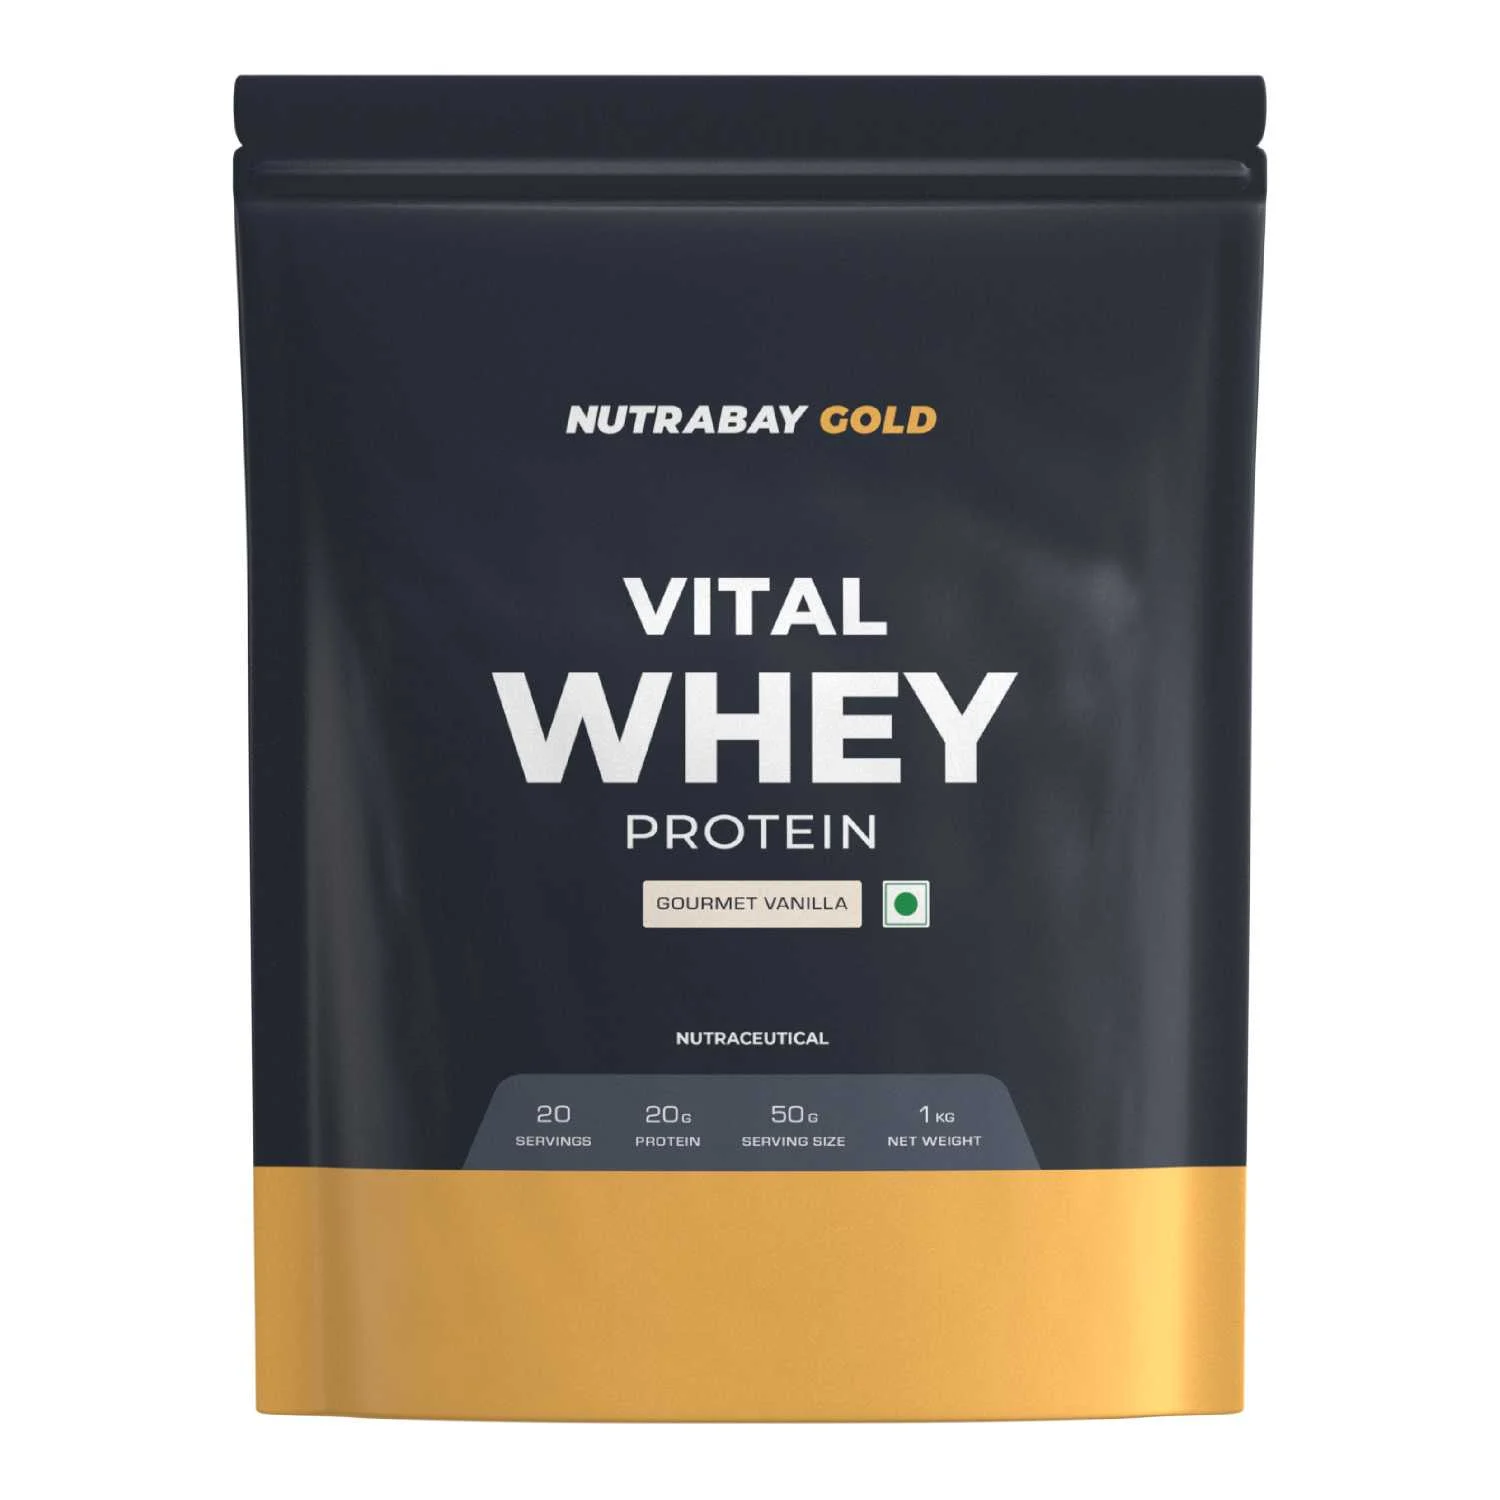 NUTRABAY GOLD
VITAL
WHEY
PROTEIN
GOURMET VANILLA
NUTRACEUTICAL
20 20G 50G 1KG
SERVINGS PROTEIN SERVING SIZE NET WEIGHT